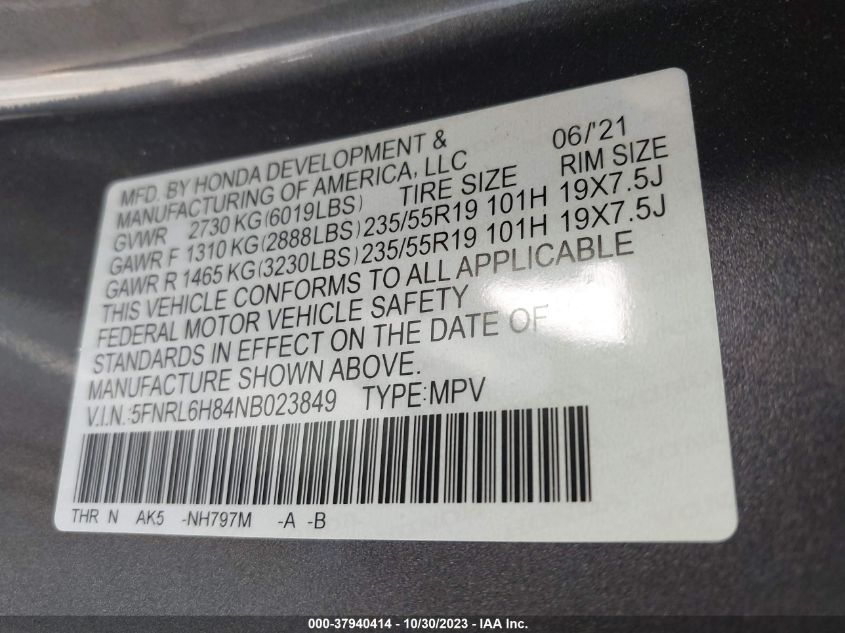 MFD. BY HONDA DEVELOPMENT & 06/'21
MANUFACTURING OF AMERICA, LLC
GVWR 2730 KG(6019LBS) TIRE SIZE RIM SIZE
GAWR F 1310 KG(2888LBS)235/55R19 101H 19X7.5J
GAWR R 1465 KG(3230LBS)235/55R19 101H 19X7.5J
THIS VEHICLE CONFORMS TO ALL APPLICABLE
FEDERAL MOTOR VEHICLE SAFETY
STANDARDS IN EFFECT ON THE DATE OF
MANUFACTURE SHOWN ABOVE.
V.I.N.:5FNRL6H84NB023849 TYPE:MPV
THR N AK5 -NH797M -A -B
000-37940414 - 10/30/2023 - IAA Inc.